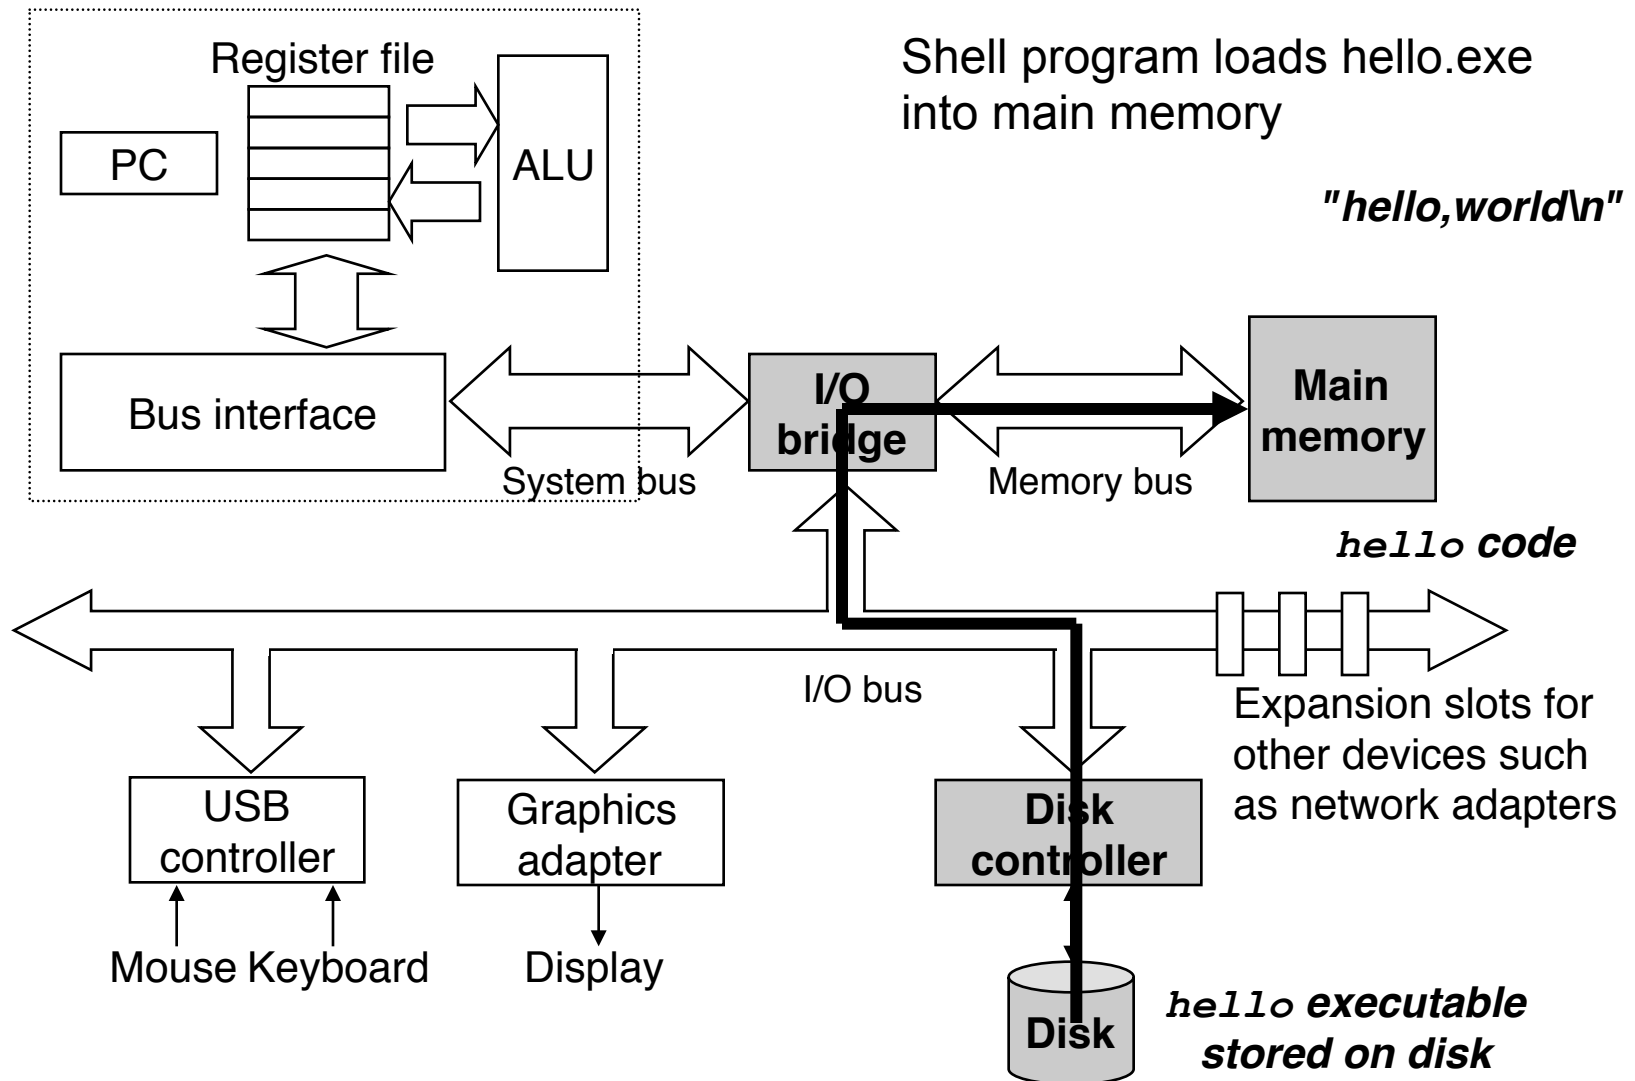 Register file
PC
ALU
Shell program loads hello.exe
into main memory
"hello,world\n"
Bus interface
System bus
I/O
bridge
Memory bus
Main
memory
hello code
I/O bus
Expansion slots for
other devices such
as network adapters
USB
controller
Graphics
adapter
Disk
controller
Mouse Keyboard
Display
Disk
hello executable
stored on disk